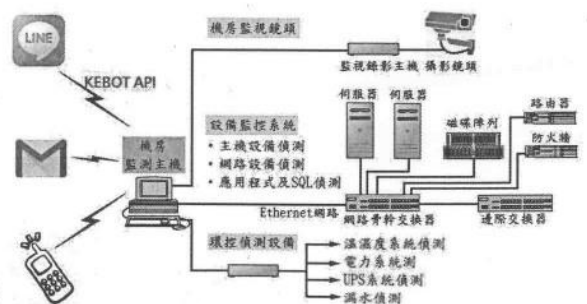 LINE
KEBOT API
機房監視鏡頭
監視錄影主機
攝影鏡頭
伺服器
伺服器
磁碟陣列
路由器
防火牆
機房
監測主機
設備監控系統
• 主機設備偵測
• 網路設備偵測
• 應用程式及SQL偵測
Ethernet網路
網路骨幹交換器
邊際交換器
環控偵測設備
溫濕度系統偵測
電力系統測
UPS系統偵測
漏水偵測